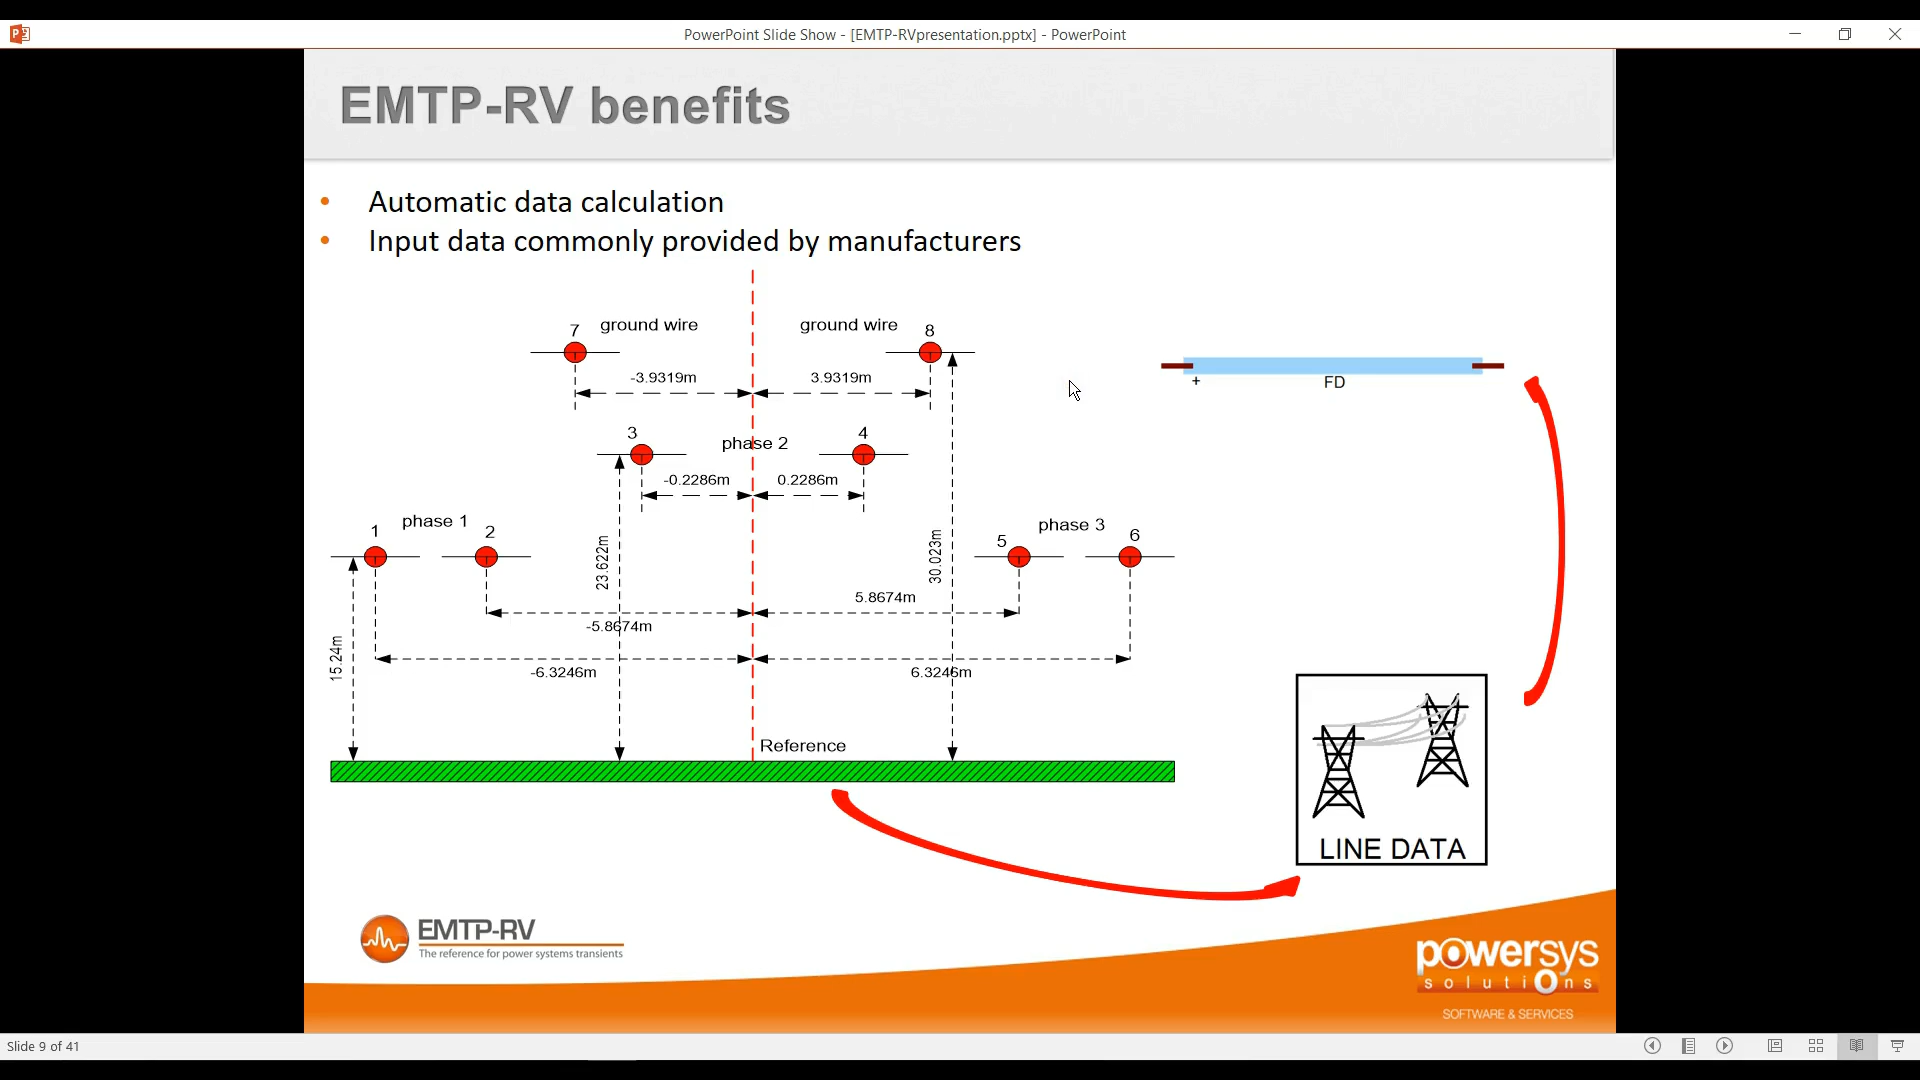 PowerPoint Slide Show - [EMTP-RVpresentation.pptx] - PowerPoint
EMTP-RV benefits
• Automatic data calculation
• Input data commonly provided by manufacturers
7 ground wire ground wire 8
-3.9319m 3.9319m
+ FD
3 phase 2 4
-0.2286m 0.2286m
1 phase 1 2
5 phase 3 6
23.622m
30.023m
5.8674m
-5.8674m
15.24m
-6.3246m 6.3246m
Reference
LINE DATA
EMTP-RV
The reference for power systems transients
powersys
solutiOns
SOFTWARE & SERVICES
Slide 9 of 41